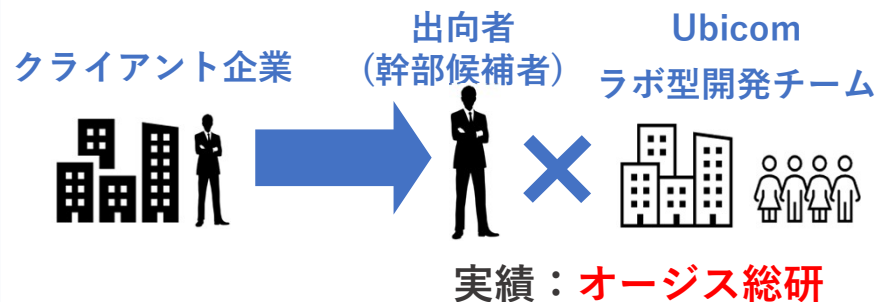 クライアント企業
出向者
(幹部候補者)
Ubicom
ラボ型開発チーム
実績：オージス総研